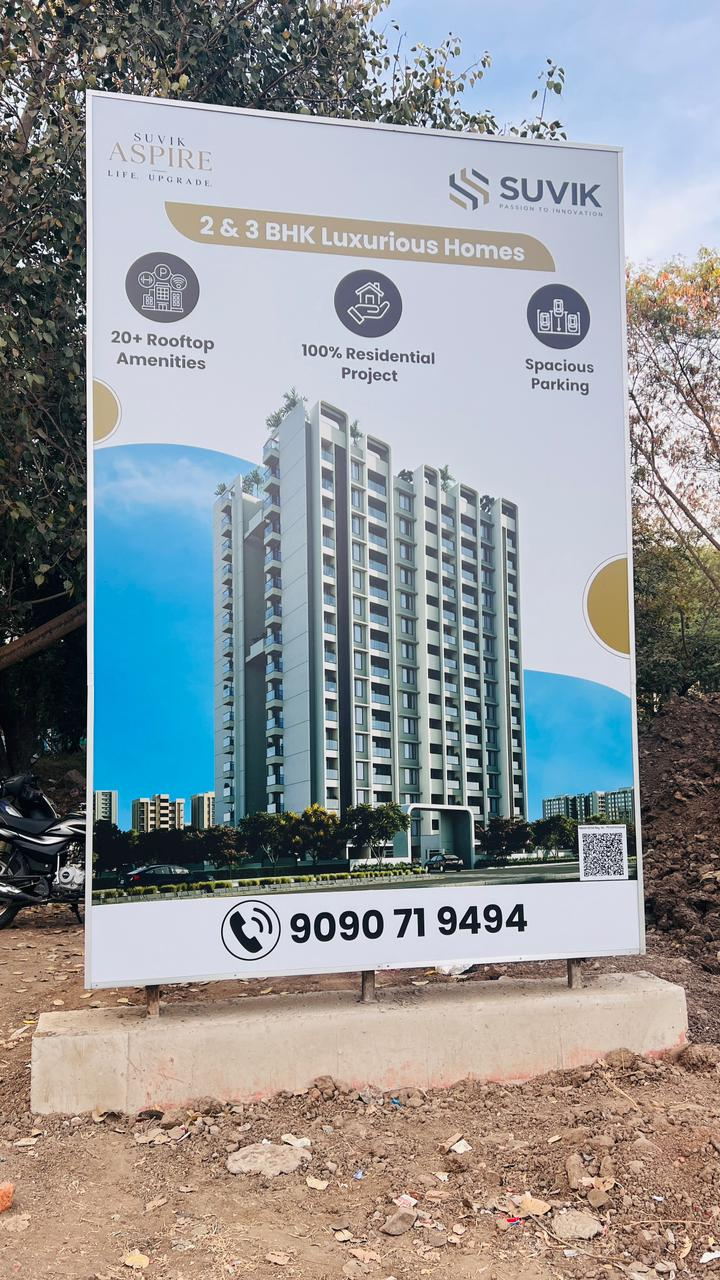 SUVIK
ASPIRE
LIFE. UPGRADE.
SUVIK
PASSION TO INNOVATION
2 & 3 BHK Luxurious Homes
20+ Rooftop
Amenities
100% Residential
Project
Spacious
Parking
9090 71 9494